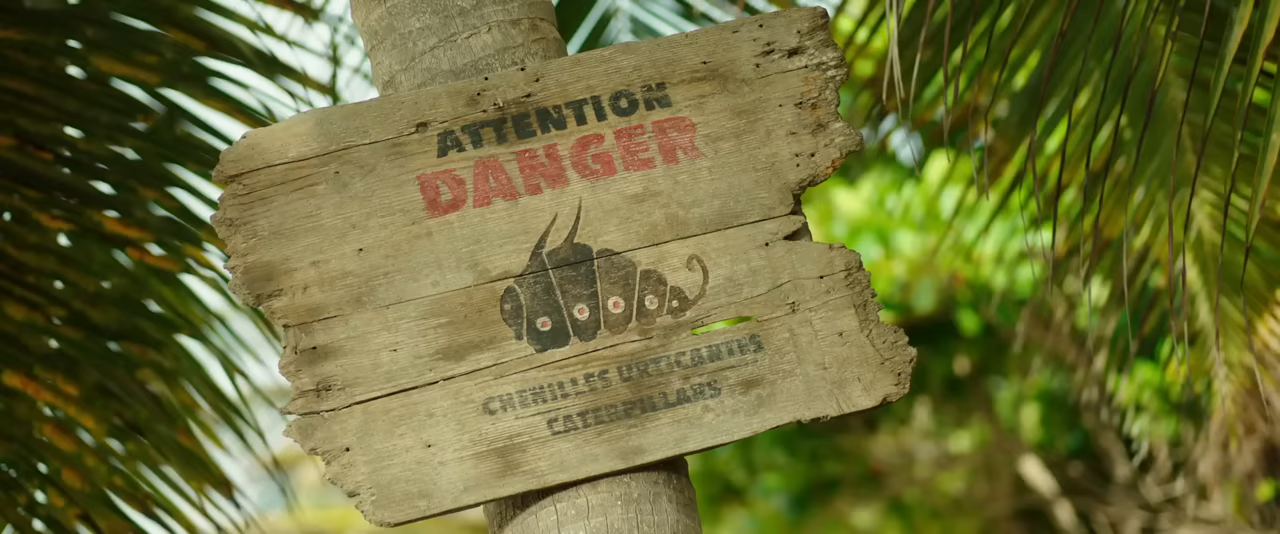 ATTENTION
DANGER
CHENILLES URTICANTES
CATERPILLARS